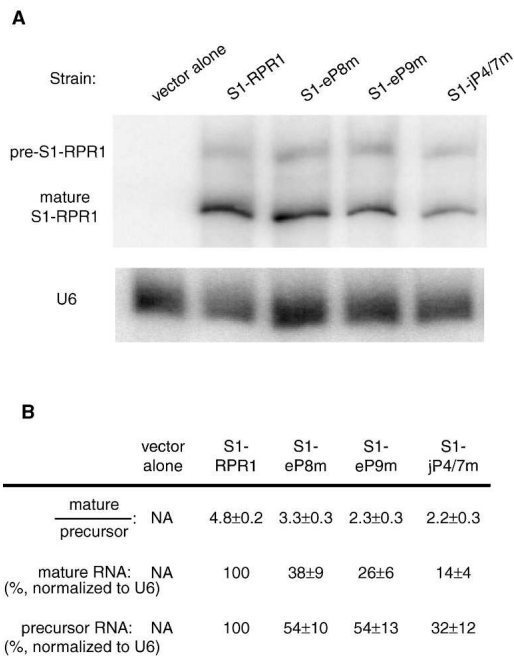 A
Strain:
vector alone
S1-RPR1
S1-eP8m
S1-eP9m
S1-jP4/7m
pre-S1-RPR1
mature
S1-RPR1
U6
B
vector alone S1-RPR1 S1-eP8m S1-eP9m S1-jP4/7m
mature
precursor : NA 4.8±0.2 3.3±0.3 2.3±0.3 2.2±0.3
mature RNA: NA 100 38±9 26±6 14±4
(%, normalized to U6)
precursor RNA: NA 100 54±10 54±13 32±12
(%, normalized to U6)